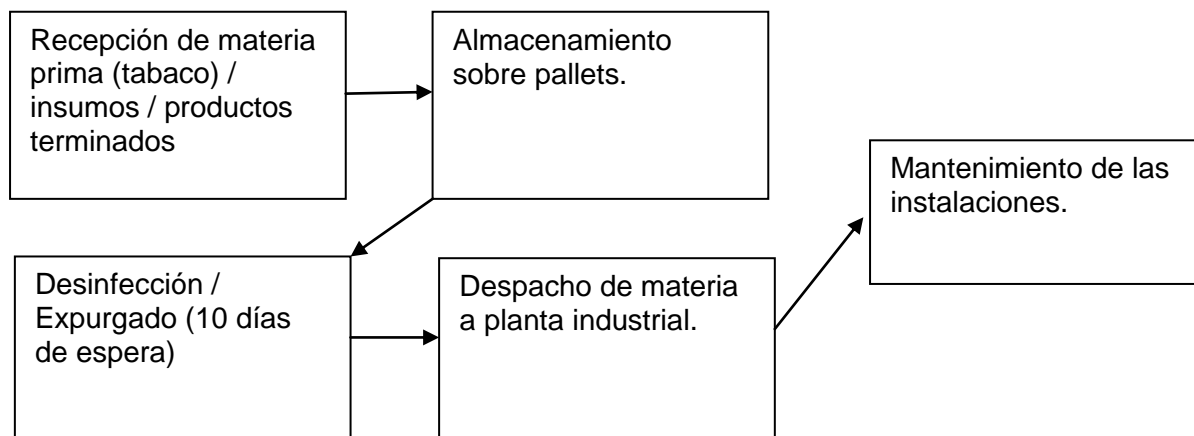 Recepción de materia
prima (tabaco) /
insumos / productos
terminados
Almacenamiento
sobre pallets.
Desinfección /
Expurgado (10 días
de espera)
Despacho de materia
a planta industrial.
Mantenimiento de las
instalaciones.